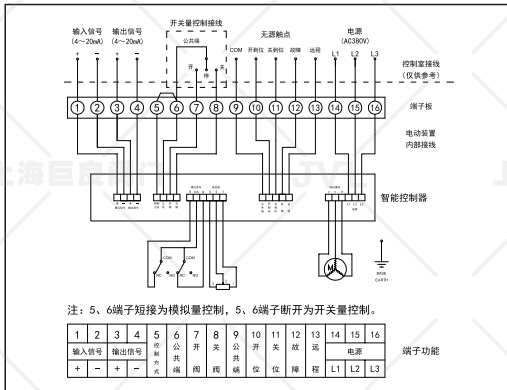 开关量控制接线
输入信号 输出信号 无源触点 电源
(4～20mA) (4～20mA) 公共端 (AC380V)
+ - + - 开 停 关 COM 开到位 关到位 故障 远程 L1 L2 L3
控制室接线
(仅供参考)
1 2 3 4 5 6 7 8 9 10 11 12 13 14 15 16 端子板
电动装置
内部接线
智能控制器
COM COM
NC NO NC NO
M
BASE
EARTH
注：5、6端子短接为模拟量控制，5、6端子断开为开关量控制。
1 2 3 4 5 6 7 8 9 10 11 12 13 14 15 16
输入信号 输出信号 控制方式 公共端 开阀 关阀 公共端 开位 关位 故障 远程 电源
+ - + - L1 L2 L3
端子功能